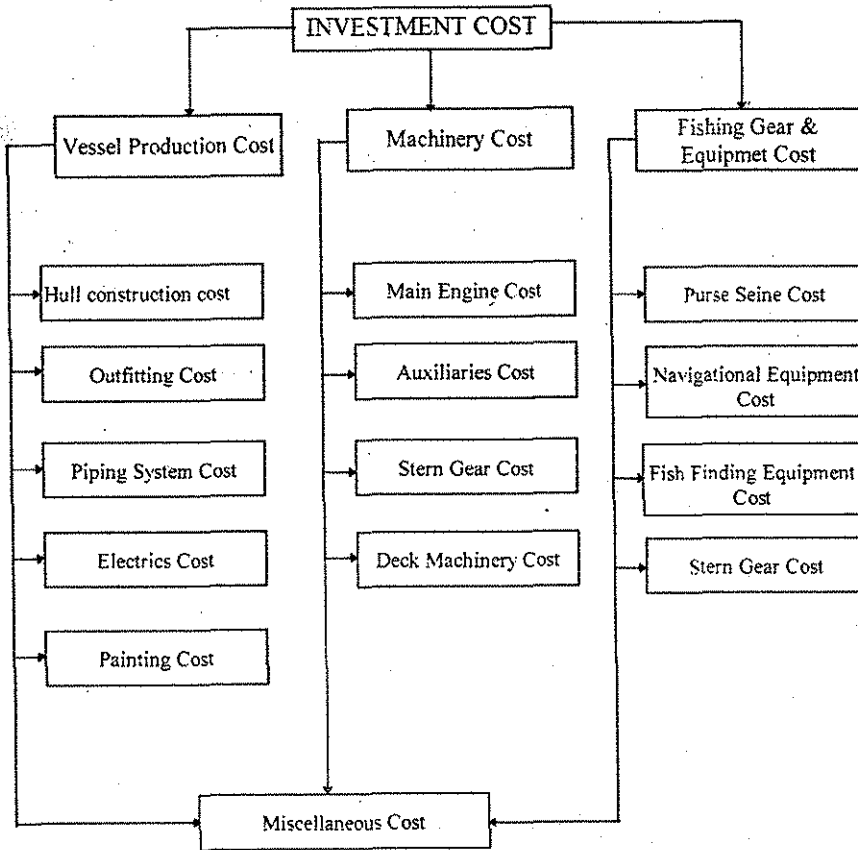 INVESTMENT COST
Vessel Production Cost
Machinery Cost
Fishing Gear &
Equipmet Cost
Hull construction cost
Main Engine Cost
Purse Seine Cost
Outfitting Cost
Auxiliaries Cost
Navigational Equipment
Cost
Piping System Cost
Stern Gear Cost
Fish Finding Equipment
Cost
Electrics Cost
Deck Machinery Cost
Stern Gear Cost
Painting Cost
Miscellaneous Cost